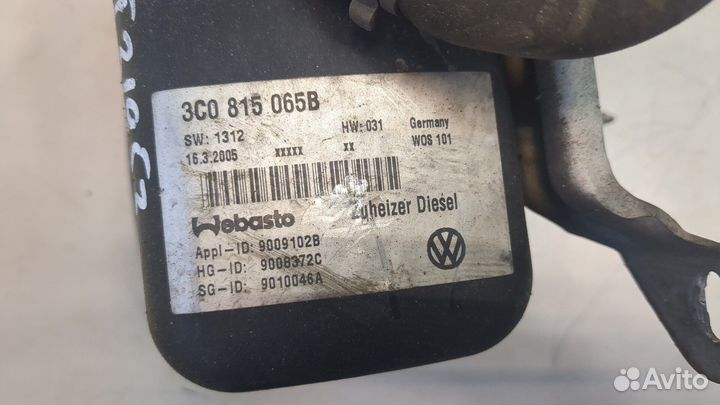 3C0 815 065B
SW: 1312 HW: 031 Germany
16.3.2005 xxxxx xx WOS 101
Webasto Zuheizer Diesel
Appl-ID: 9009102B
HG-ID: 9008372C
SG-ID: 9010046A
VW
Avito